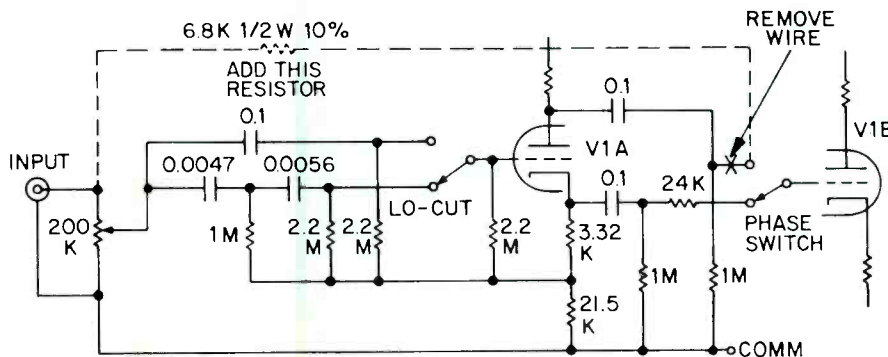 6.8K 1/2W 10%
ADD THIS
RESISTOR
REMOVE
WIRE
0.1
0.1
INPUT
0.0047
0.0056
V1A
V1B
LO-CUT
0.1
24K
200
K
1M
2.2
M
2.2
M
2.2
M
3.32
K
PHASE
SWITCH
1M
1M
21.5
K
COMM